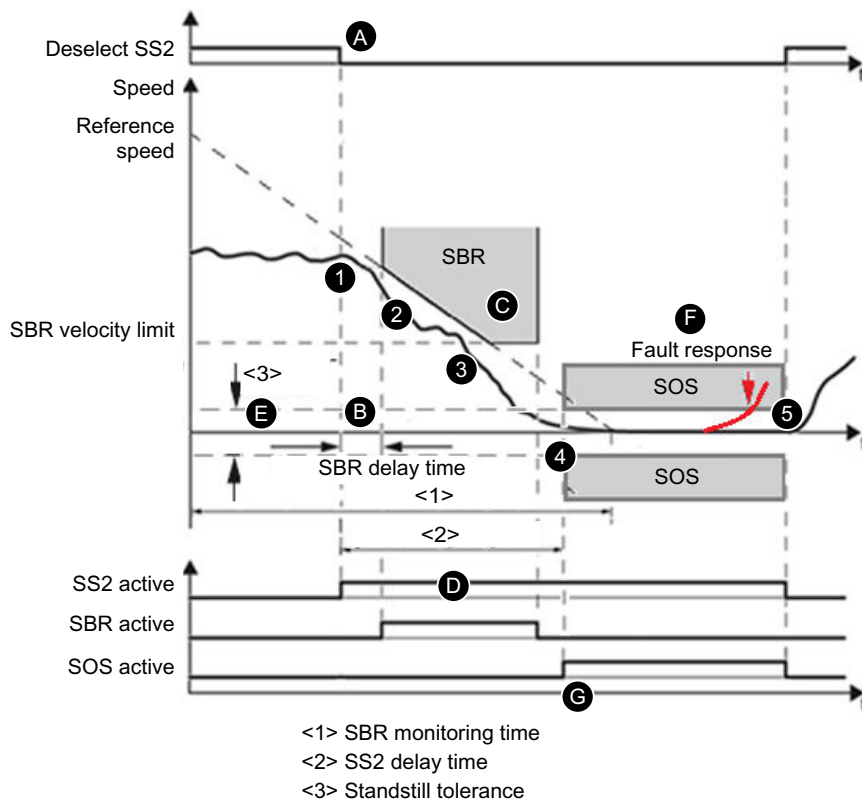 Deselect SS2
A
t
Speed
Reference
speed
SBR
1
C
2
SBR velocity limit
F
Fault response
3
<3>
SOS
E
B
5
t
4
SBR delay time
SOS
<1>
<2>
SS2 active
D
SBR active
SOS active
G
t
<1> SBR monitoring time
<2> SS2 delay time
<3> Standstill tolerance